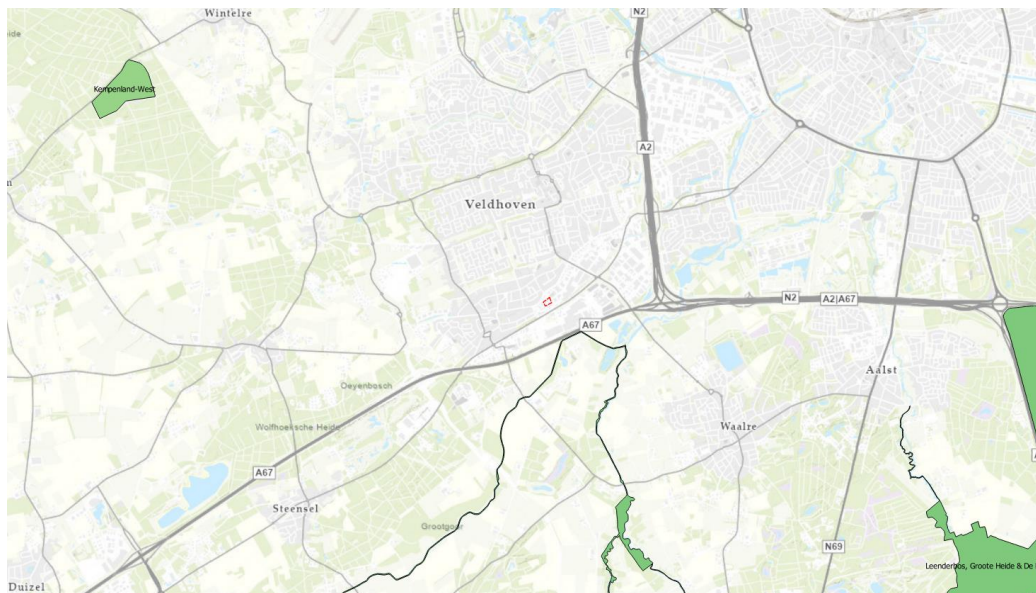 Wintelre
N2
eide
Kempenland-West
A2
m
Veldhoven
N2
A2|A67
A67
Aalst
Oeyenbosch
Wolfhoeksche Heide
Waalre
A67
Steensel
Grootgoor
N69
Leenderbos, Groote Heide & De
Duizel